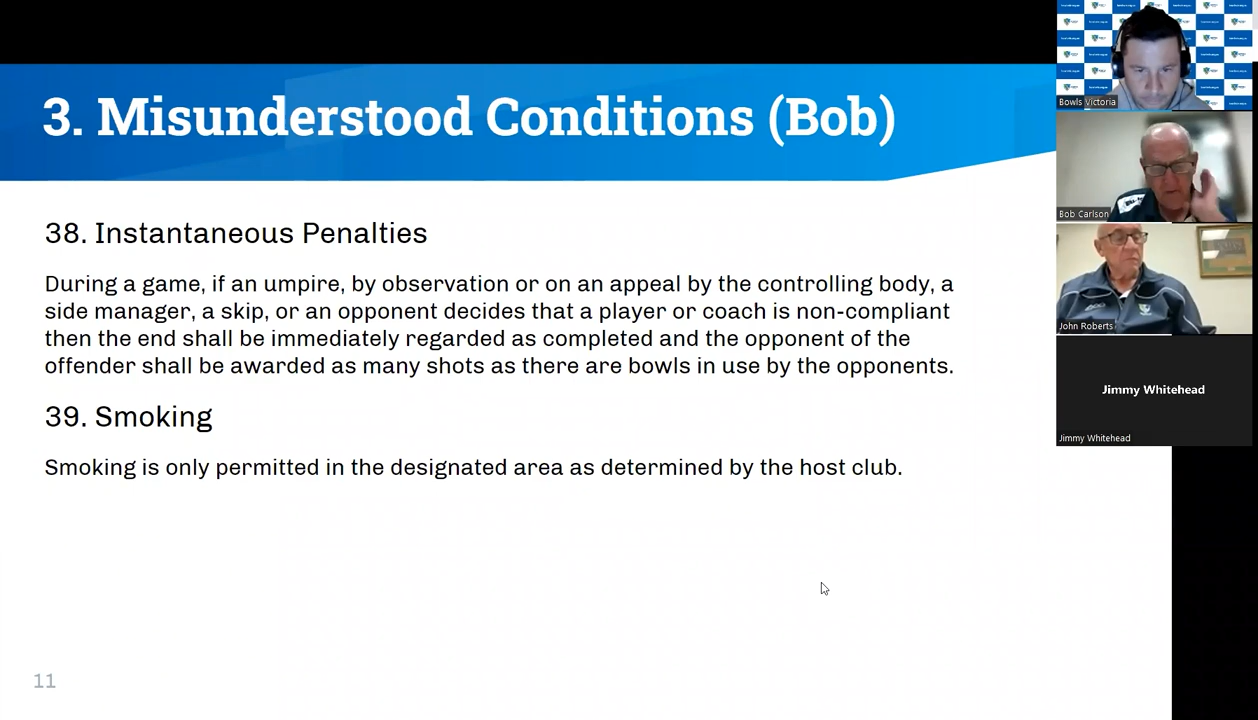 3. Misunderstood Conditions (Bob)
38. Instantaneous Penalties
During a game, if an umpire, by observation or on an appeal by the controlling body, a
side manager, a skip, or an opponent decides that a player or coach is non-compliant
then the end shall be immediately regarded as completed and the opponent of the
offender shall be awarded as many shots as there are bowls in use by the opponents.
39. Smoking
Smoking is only permitted in the designated area as determined by the host club.
11
Bowls Victoria
Bob Carlson
John Roberts
Jimmy Whitehead
Jimmy Whitehead